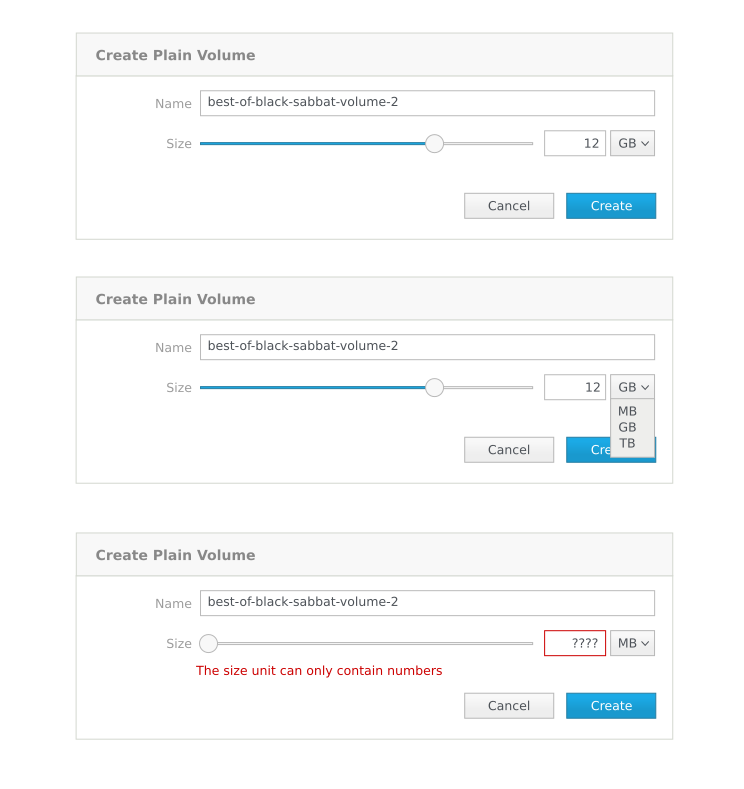 Create Plain Volume
Name best-of-black-sabbat-volume-2
Size 12 GB
Cancel Create
Create Plain Volume
Name best-of-black-sabbat-volume-2
Size 12 GB
MB
GB
TB
Cancel Cre
Create Plain Volume
Name best-of-black-sabbat-volume-2
Size ???? MB
The size unit can only contain numbers
Cancel Create